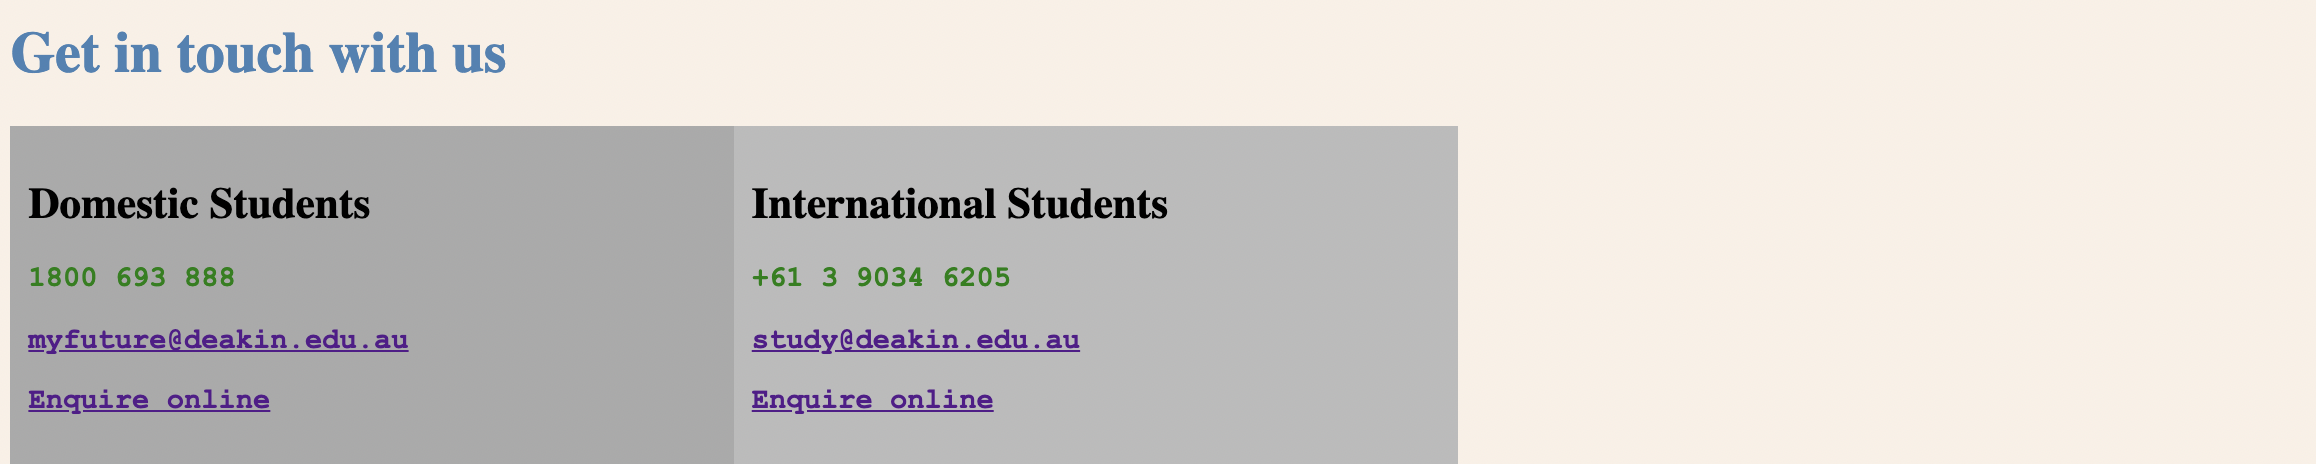 Get in touch with us
Domestic Students
1800 693 888
myfuture@deakin.edu.au
Enquire online
International Students
+61 3 9034 6205
study@deakin.edu.au
Enquire online